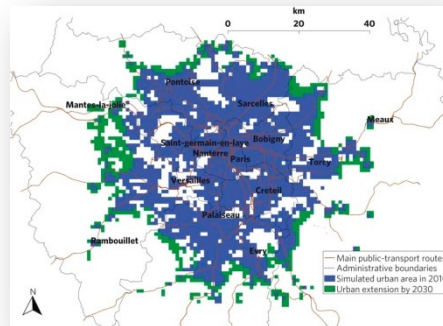 km
0 20 40
Pontoise
Mantes-la-jolie
Sarcelles
Meaux
Saint-germain-en-laye
Bobigny
Nanterre
Paris
Torcy
Versailles
Creteil
Palaiseau
Rambouillet
Evry
Main public-transport routes
Administrative boundaries
Simulated urban area in 2010
Urban extension by 2030
N